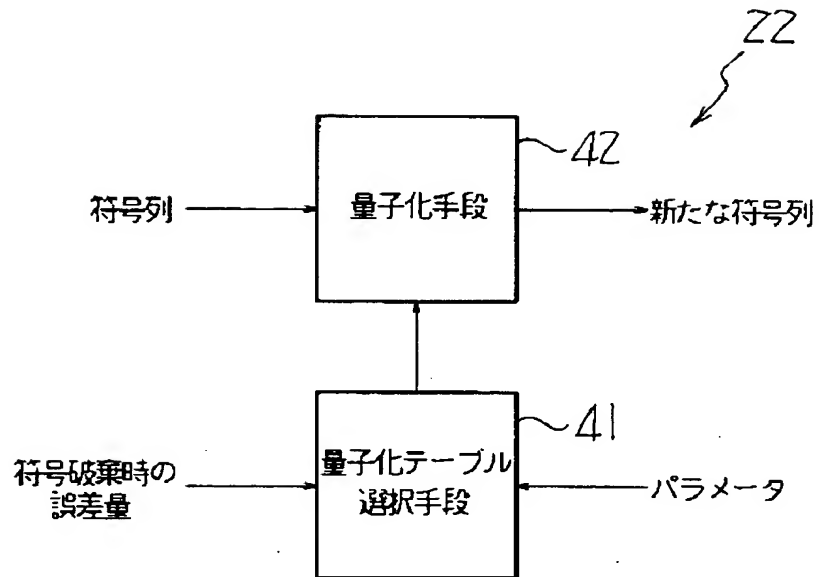 22
42
符号列
量子化手段
新たな符号列
41
符号破棄時の
誤差量
量子化テーブル
選択手段
パラメータ